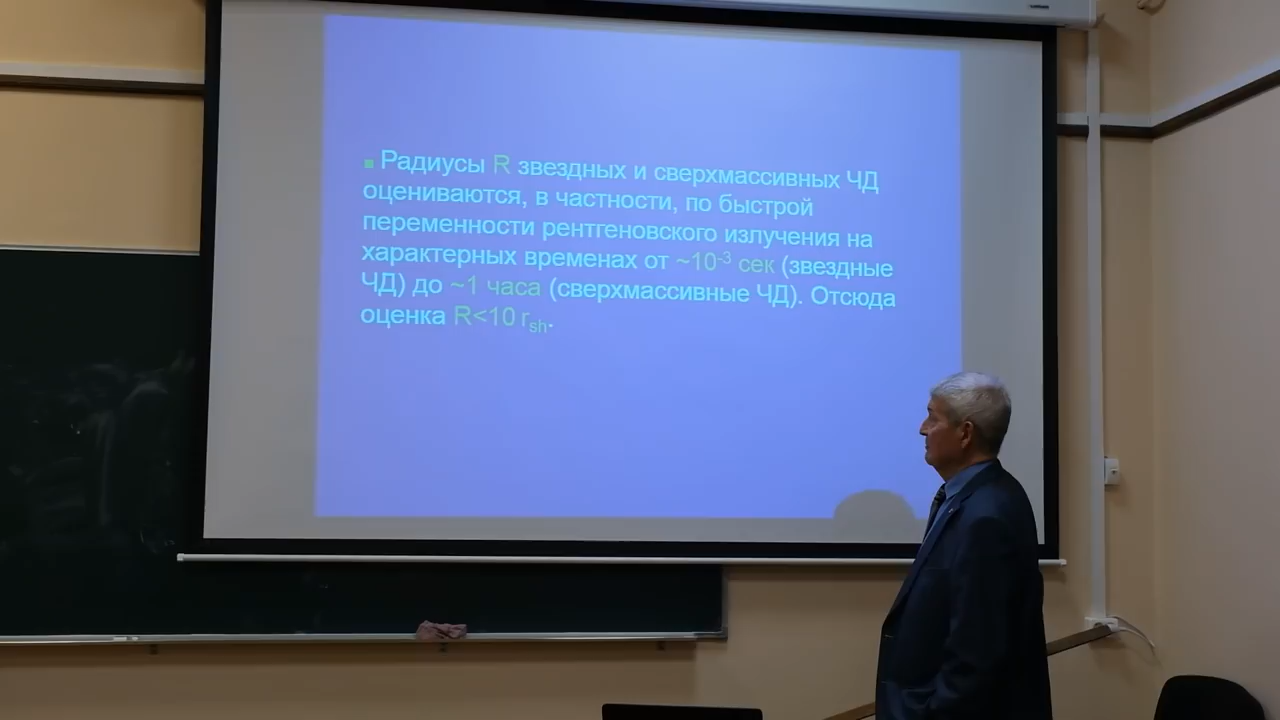 Радиусы R звездных и сверхмассивных ЧД
оцениваются, в частности, по быстрой
переменности рентгеновского излучения на
характерных временах от ~10⁻³ сек (звездные
ЧД) до ~1 часа (сверхмассивные ЧД). Отсюда
оценка R<10 r_sh.